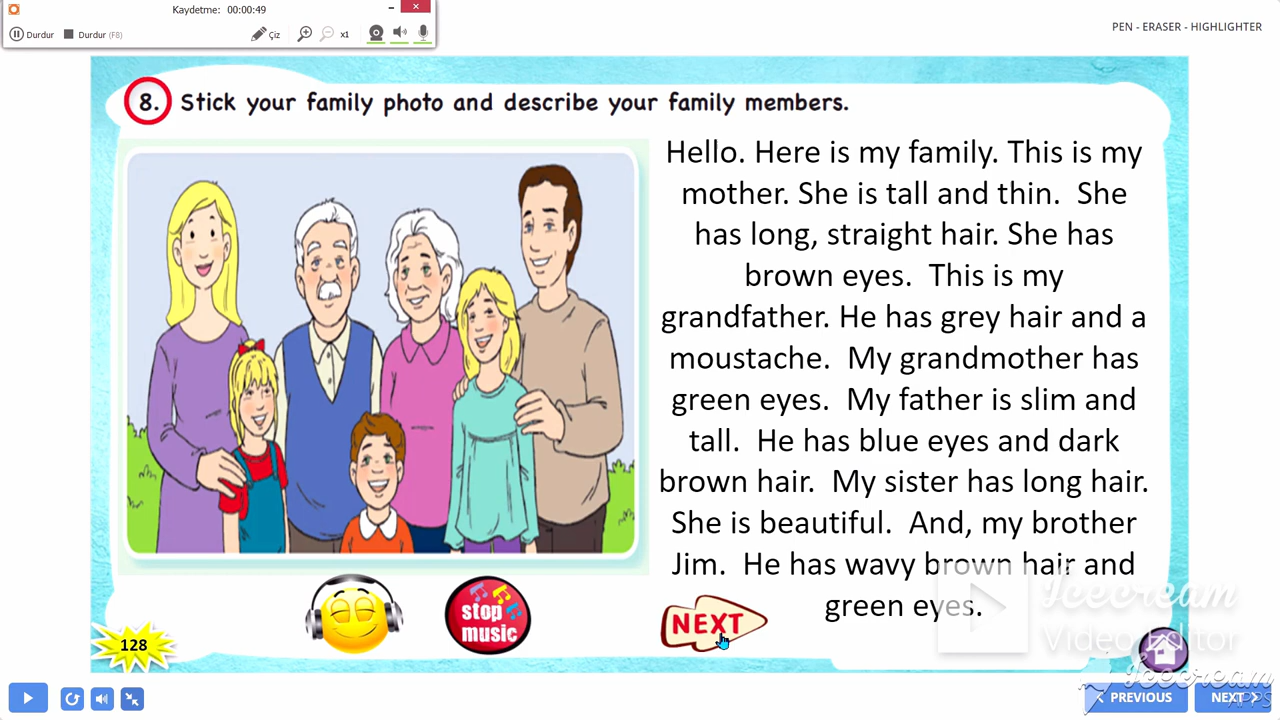 Kaydetme: 00:00:49
Durdur Durdur (F8) Çiz x1
PEN - ERASER - HIGHLIGHTER
8. Stick your family photo and describe your family members.
Hello. Here is my family. This is my
mother. She is tall and thin. She
has long, straight hair. She has
brown eyes. This is my
grandfather. He has grey hair and a
moustache. My grandmother has
green eyes. My father is slim and
tall. He has blue eyes and dark
brown hair. My sister has long hair.
She is beautiful. And, my brother
Jim. He has wavy brown hair and
green eyes.
stop
music
NEXT
128
Icecream
Video Editor
Icecream
APPS
PREVIOUS
NEXT